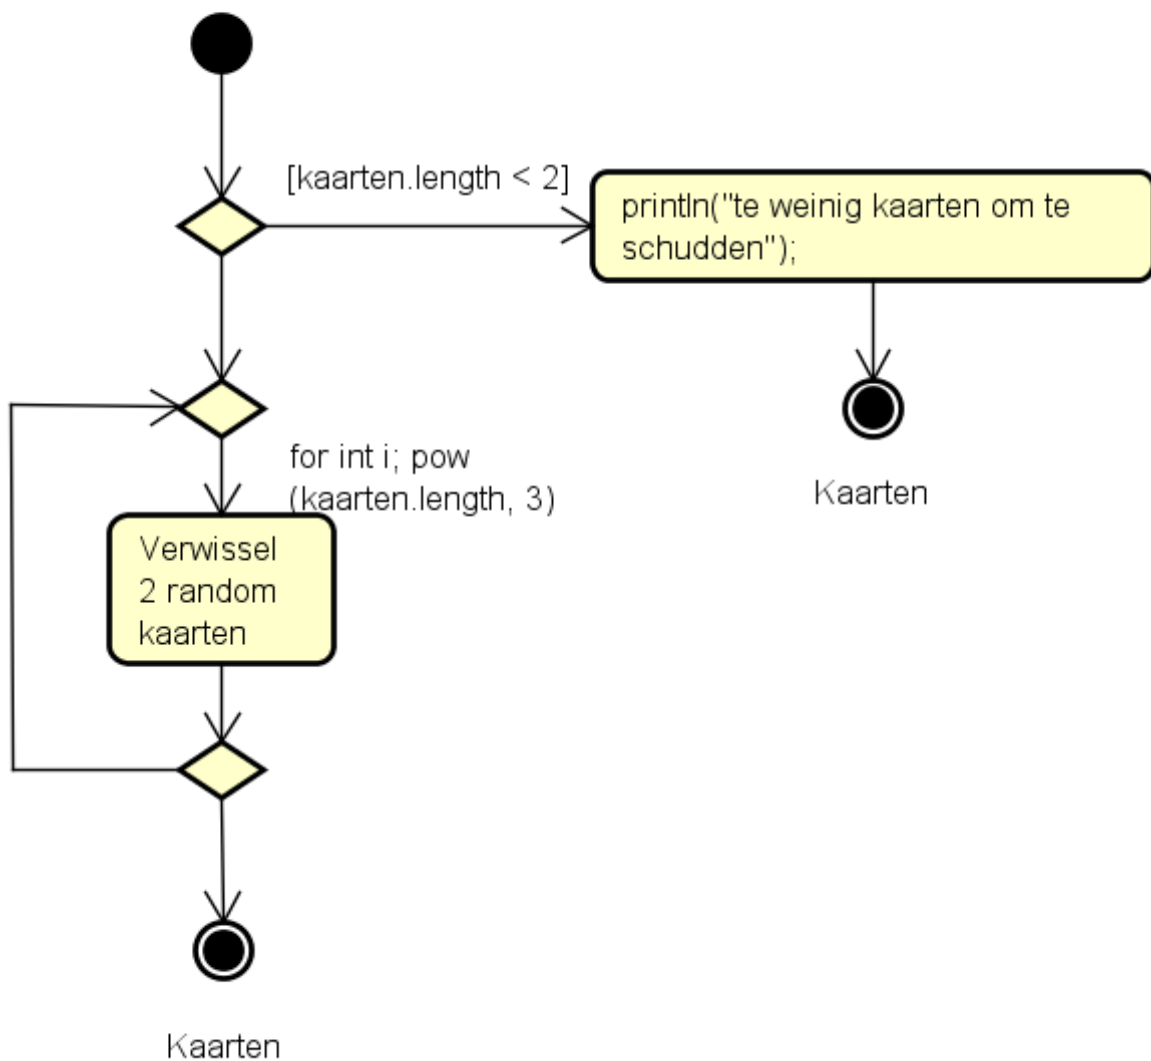 [kaarten.length < 2]
println("te weinig kaarten om te
schudden");
for int i; pow
(kaarten.length, 3)
Kaarten
Verwissel
2 random
kaarten
Kaarten